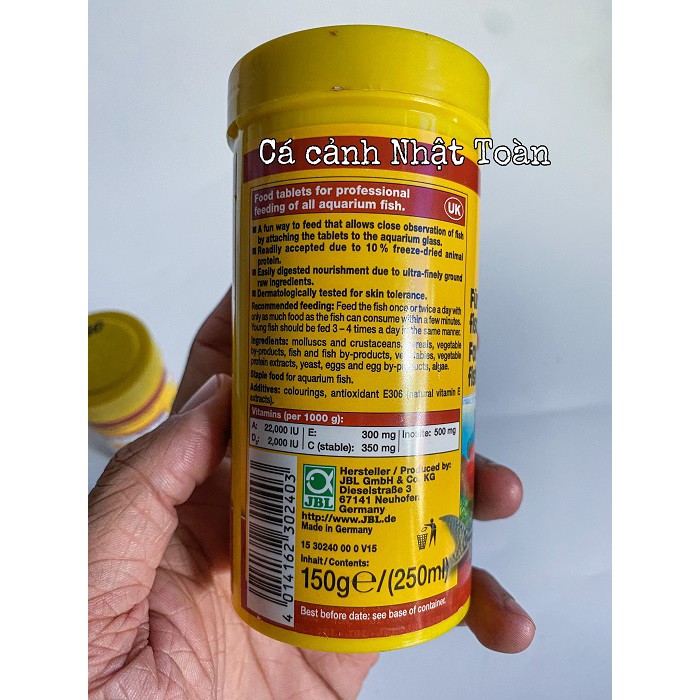 Cá cảnh Nhật Toàn
Food tablets for professional
feeding of all aquarium fish.
UK
A fun way to feed that allows close observation of fish
by attaching the tablets to the aquarium glass.
Readily accepted due to 10% freeze-dried animal
protein.
Easily digested nourishment due to ultra-finely ground
raw ingredients.
Dermatologically tested for skin tolerance.
Recommended feeding: Feed the fish once or twice a day with
only as much food as the fish can consume within a few minutes.
Young fish should be fed 3 – 4 times a day in the same manner.
Ingredients: molluscs and crustaceans, cereals, vegetable
by-products, fish and fish by-products, vegetables, vegetable
protein extracts, yeast, eggs and egg by-products, algae.
Staple food for aquarium fish.
Additives: colourings, antioxidant E306 (natural vitamin E
extracts).
Vitamins (per 1000 g):
A: 22,000 IU E: 300 mg Inosite: 500 mg
D3: 2,000 IU C (stable): 350 mg
JBL
Hersteller / Produced by:
JBL GmbH & Co. KG
Dieselstraße 3
67141 Neuhofen
Germany
http://www.JBL.de
Made in Germany
15 30240 00 0 V15
Inhalt/Contents:
150g℮/(250ml)
Best before date: see base of container.
4 014162 302403